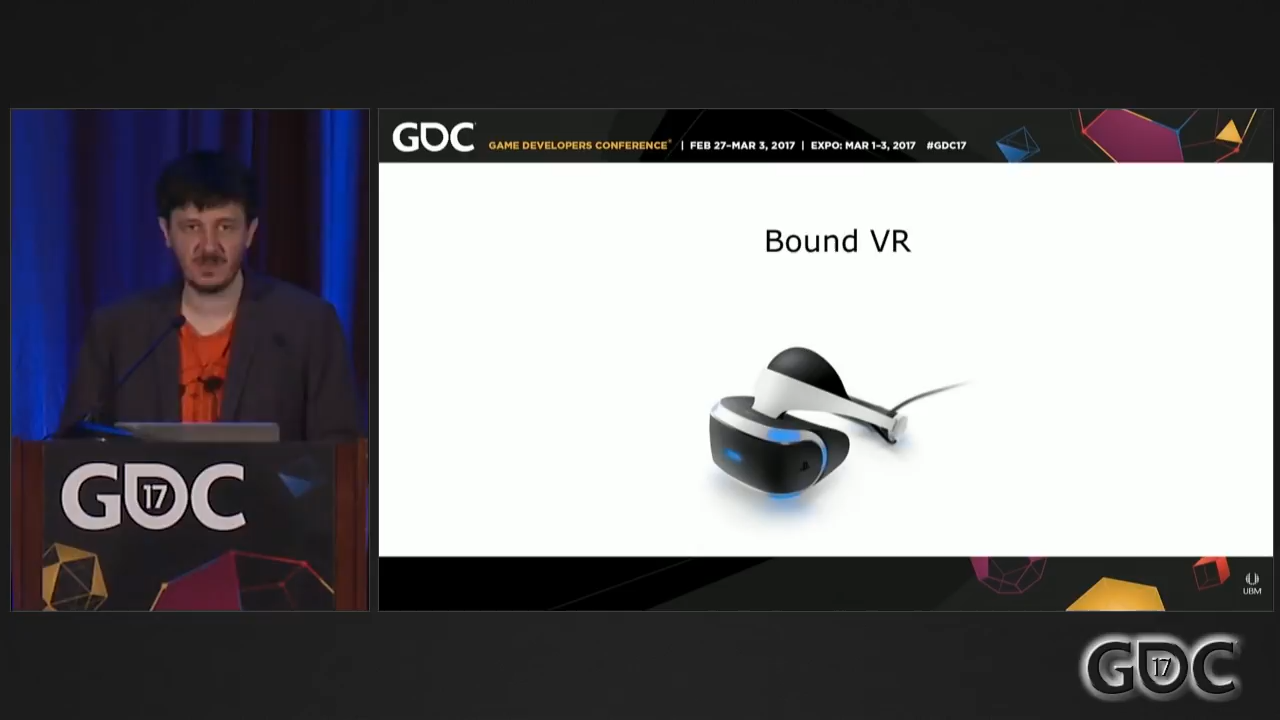 GDC GAME DEVELOPERS CONFERENCE® | FEB 27–MAR 3, 2017 | EXPO: MAR 1–3, 2017 #GDC17
Bound VR
GDC 17
UBM
GDC 17